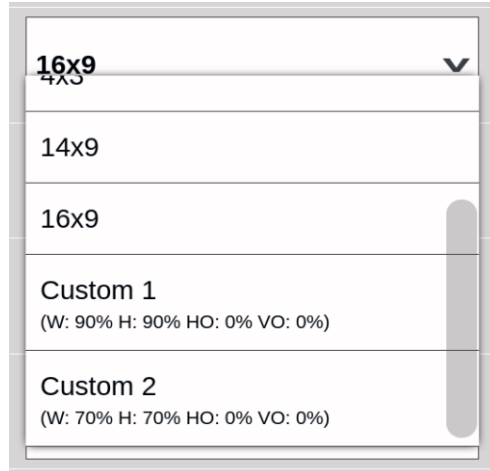 16x9
4x3
14x9
16x9
Custom 1
(W: 90% H: 90% HO: 0% VO: 0%)
Custom 2
(W: 70% H: 70% HO: 0% VO: 0%)